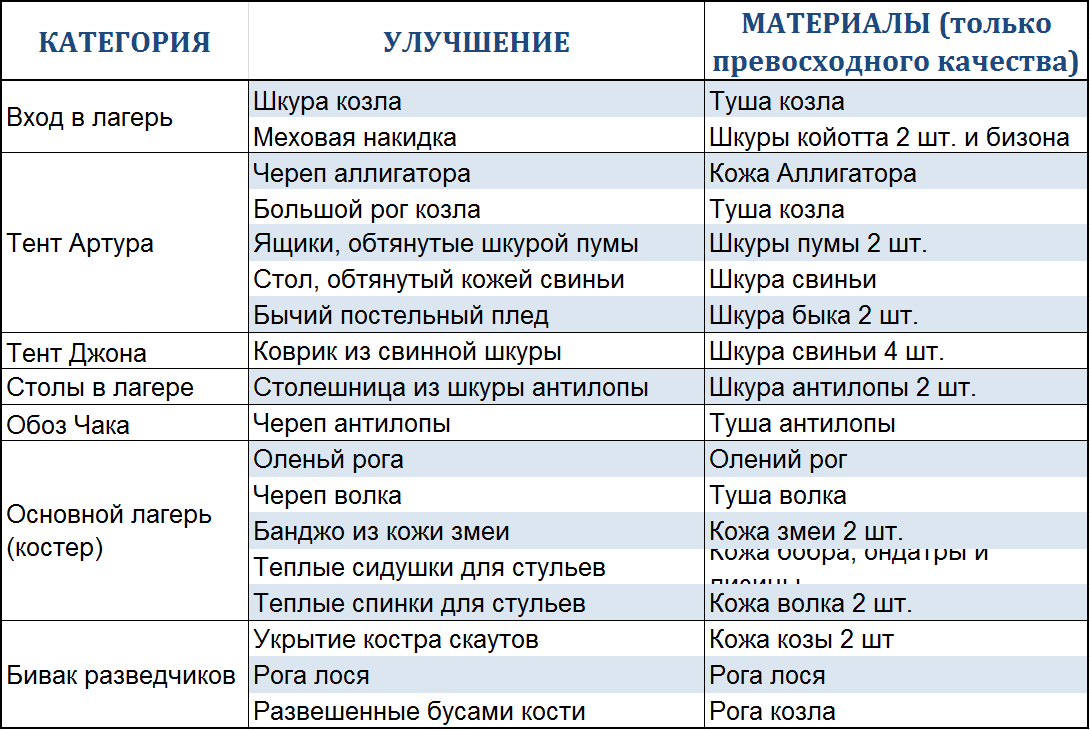 КАТЕГОРИЯ УЛУЧШЕНИЕ МАТЕРИАЛЫ (только
превосходного качества)
Вход в лагерь
Шкура козла Туша козла
Меховая накидка Шкуры койотта 2 шт. и бизона
Тент Артура
Череп аллигатора Кожа Аллигатора
Большой рог козла Туша козла
Ящики, обтянутые шкурой пумы Шкуры пумы 2 шт.
Стол, обтянутый кожей свиньи Шкура свиньи
Бычий постельный плед Шкура быка 2 шт.
Тент Джона Коврик из свинной шкуры Шкура свиньи 4 шт.
Столы в лагере Столешница из шкуры антилопы Шкура антилопы 2 шт.
Обоз Чака Череп антилопы Туша антилопы
Основной лагерь
(костер)
Оленьй рога Олений рог
Череп волка Туша волка
Банджо из кожи змеи Кожа змеи 2 шт.
Теплые сидушки для стульев Кожа бобра, ондатры и
лисицы
Теплые спинки для стульев Кожа волка 2 шт.
Бивак разведчиков
Укрытие костра скаутов Кожа козы 2 шт
Рога лося Рога лося
Развешенные бусами кости Рога козла